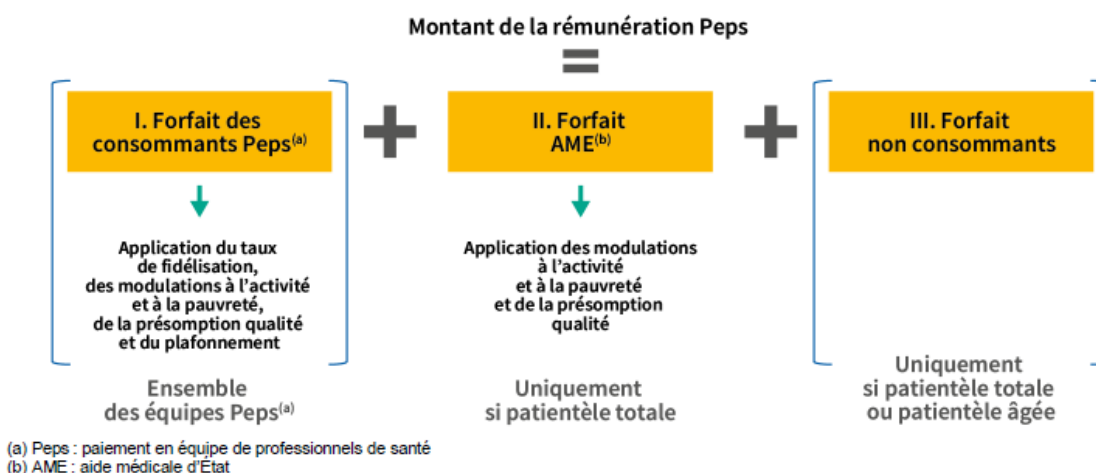 Montant de la rémunération Peps
=
I. Forfait des
consommants Peps(a)
+
II. Forfait
AME(b)
+
III. Forfait
non consommants
Application du taux
de fidélisation,
des modulations à l'activité
et à la pauvreté,
de la présomption qualité
et du plafonnement
Application des modulations
à l'activité
et à la pauvreté
et de la présomption
qualité
Ensemble
des équipes Peps(a)
Uniquement
si patientèle totale
Uniquement
si patientèle totale
ou patientèle âgée
(a) Peps : paiement en équipe de professionnels de santé
(b) AME : aide médicale d'État